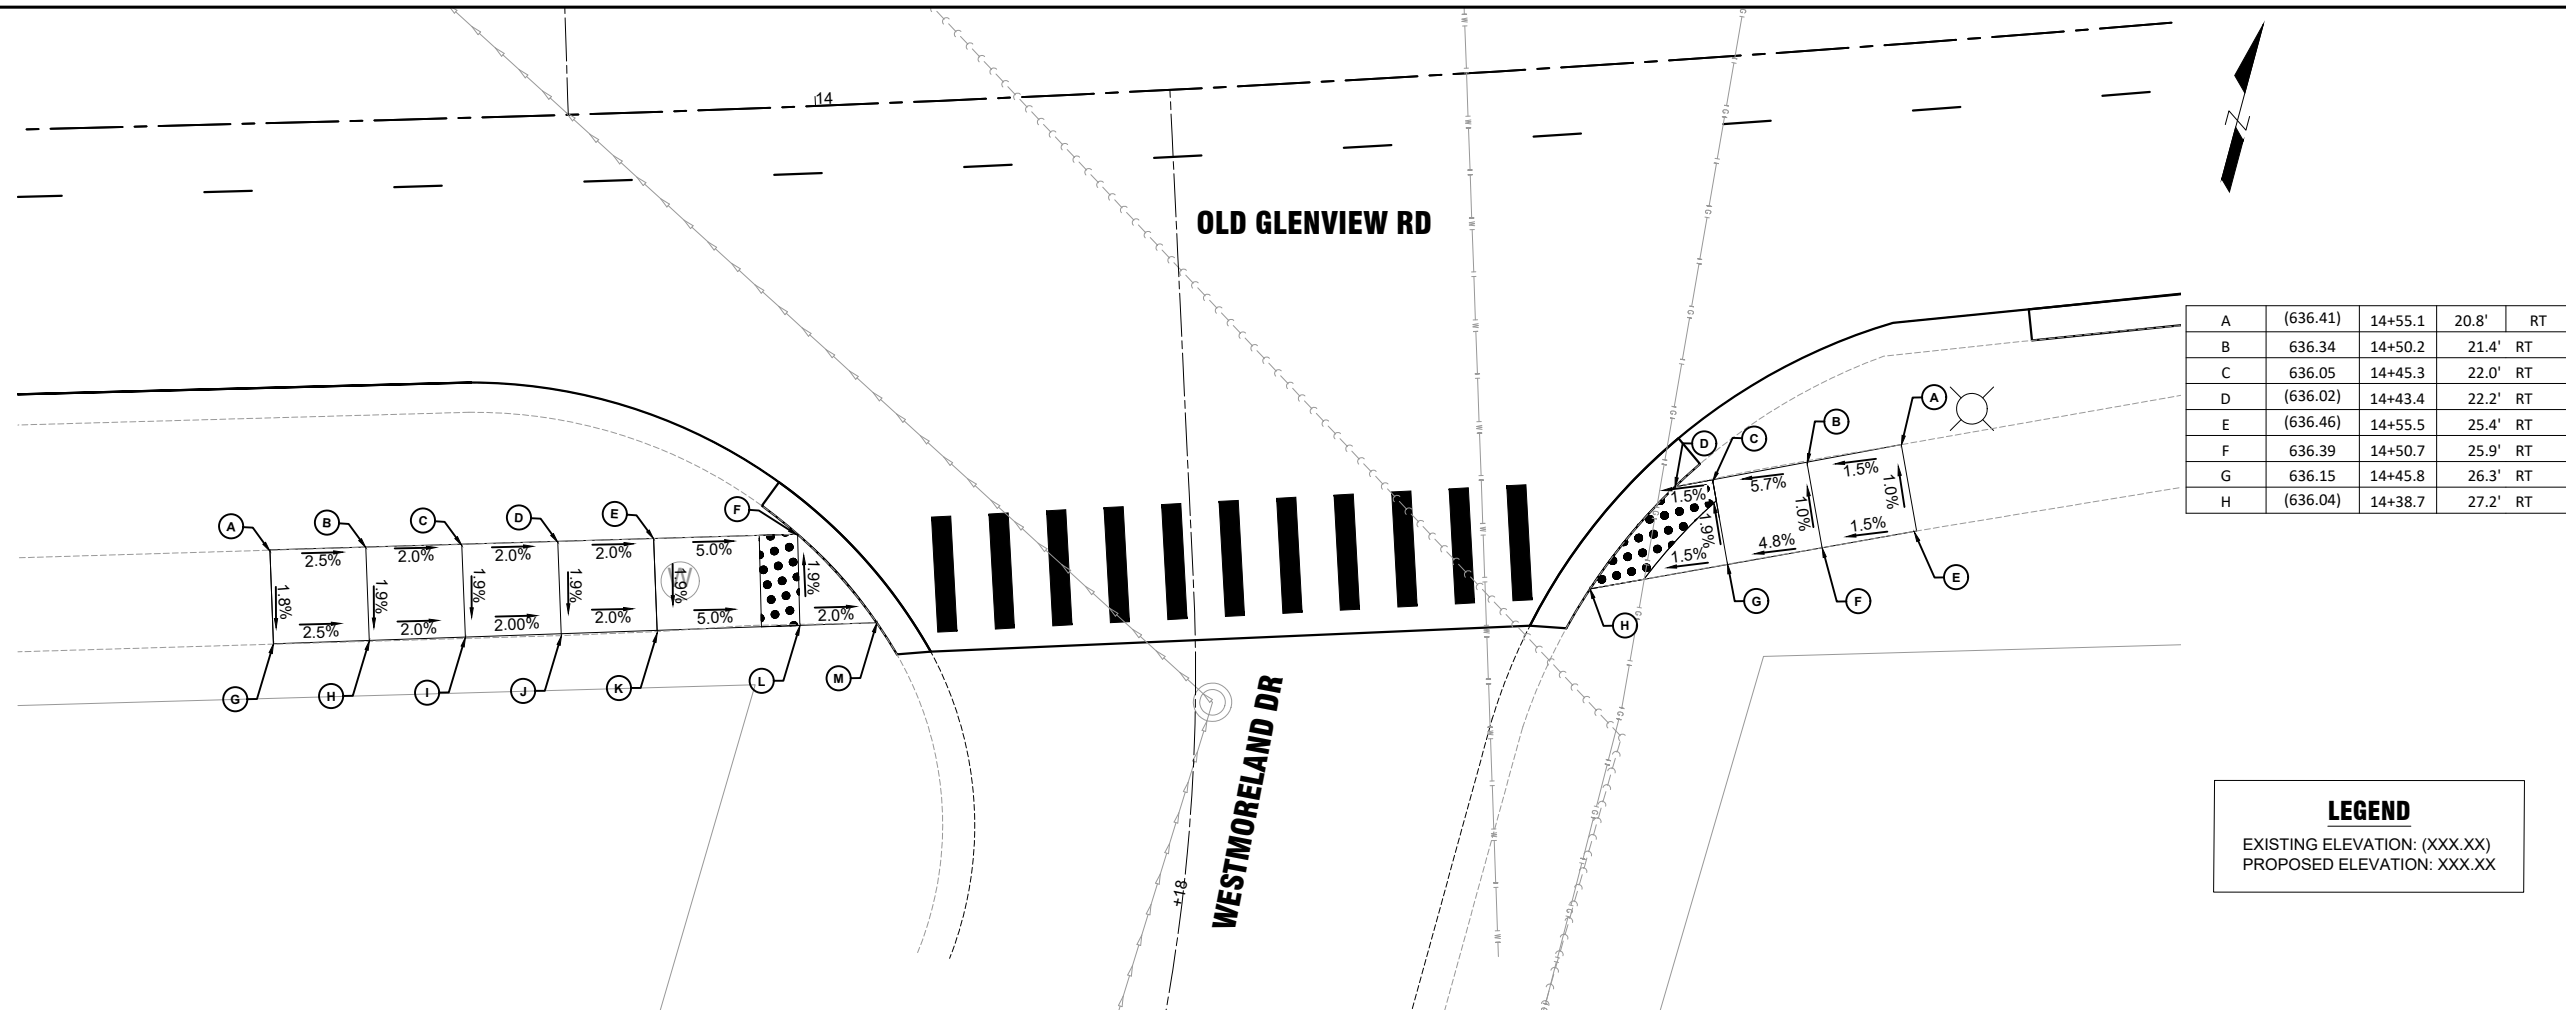 14
OLD GLENVIEW RD
A (636.41) 14+55.1 20.8' RT
B 636.34 14+50.2 21.4' RT
C 636.05 14+45.3 22.0' RT
D (636.02) 14+43.4 22.2' RT
E (636.46) 14+55.5 25.4' RT
F 636.39 14+50.7 25.9' RT
G 636.15 14+45.8 26.3' RT
H (636.04) 14+38.7 27.2' RT
A
B
C
D
E
F
2.5%
2.0%
2.0%
2.0%
5.0%
1.8%
1.9%
1.9%
1.9%
1.9%
W
1.9%
2.5%
2.0%
2.00%
2.0%
5.0%
2.0%
G
H
I
J
K
L
M
D
C
B
A
1.5%
5.7%
1.5%
1.9%
1.0%
1.0%
1.5%
4.8%
1.5%
H
G
F
E
WESTMORELAND DR
+18
LEGEND
EXISTING ELEVATION: (XXX.XX)
PROPOSED ELEVATION: XXX.XX